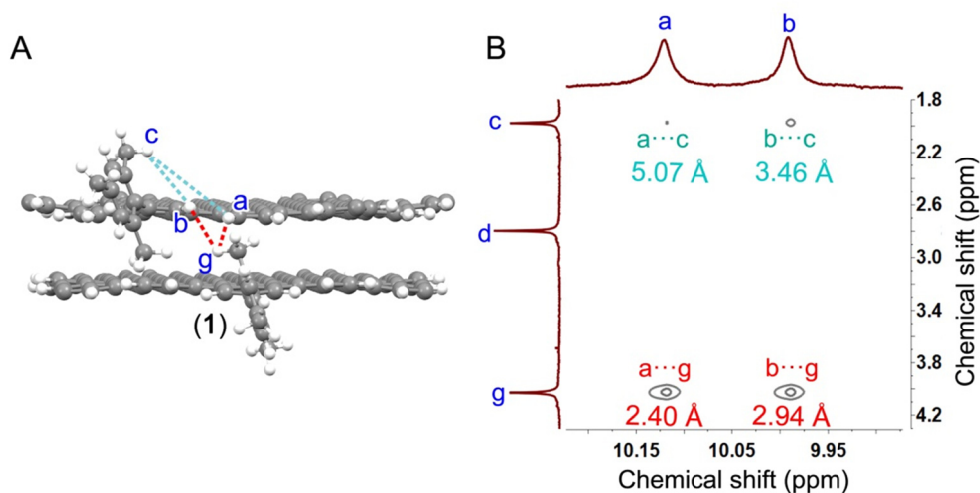 A
c
a
b
g
(1)
B
a
b
c
d
g
a···c
b···c
5.07 Å
3.46 Å
a···g
b···g
2.40 Å
2.94 Å
1.8
2.2
2.6
3.0
3.4
3.8
4.2
Chemical shift (ppm)
10.15
10.05
9.95
Chemical shift (ppm)